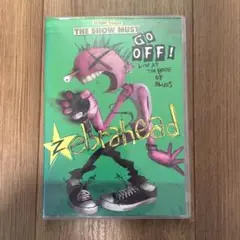 THE SHOW MUST
GO
OFF!
LIVE AT
THE HOUSE
OF
BLUES
zebrahead